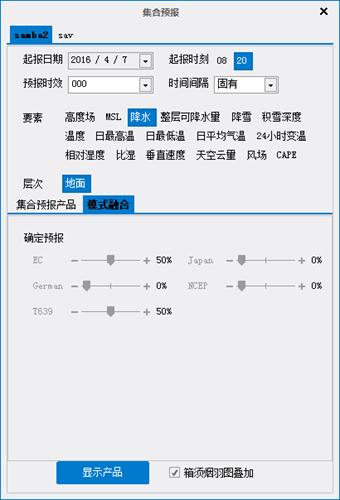 集合预报
samba2 sav
起报日期 2016 / 4 / 7 起报时刻 08 20
预报时效 000 时间间隔 固有
要素 高度场 MSL 降水 整层可降水量 降雪 积雪深度
温度 日最高温 日最低温 日平均气温 24小时变温
相对湿度 比湿 垂直速度 天空云量 风场 CAPE
层次 地面
集合预报产品 模式融合
确定预报
EC 50% Japan 0%
German 0% NCEP 0%
T639 50%
显示产品 箱须烟羽图叠加